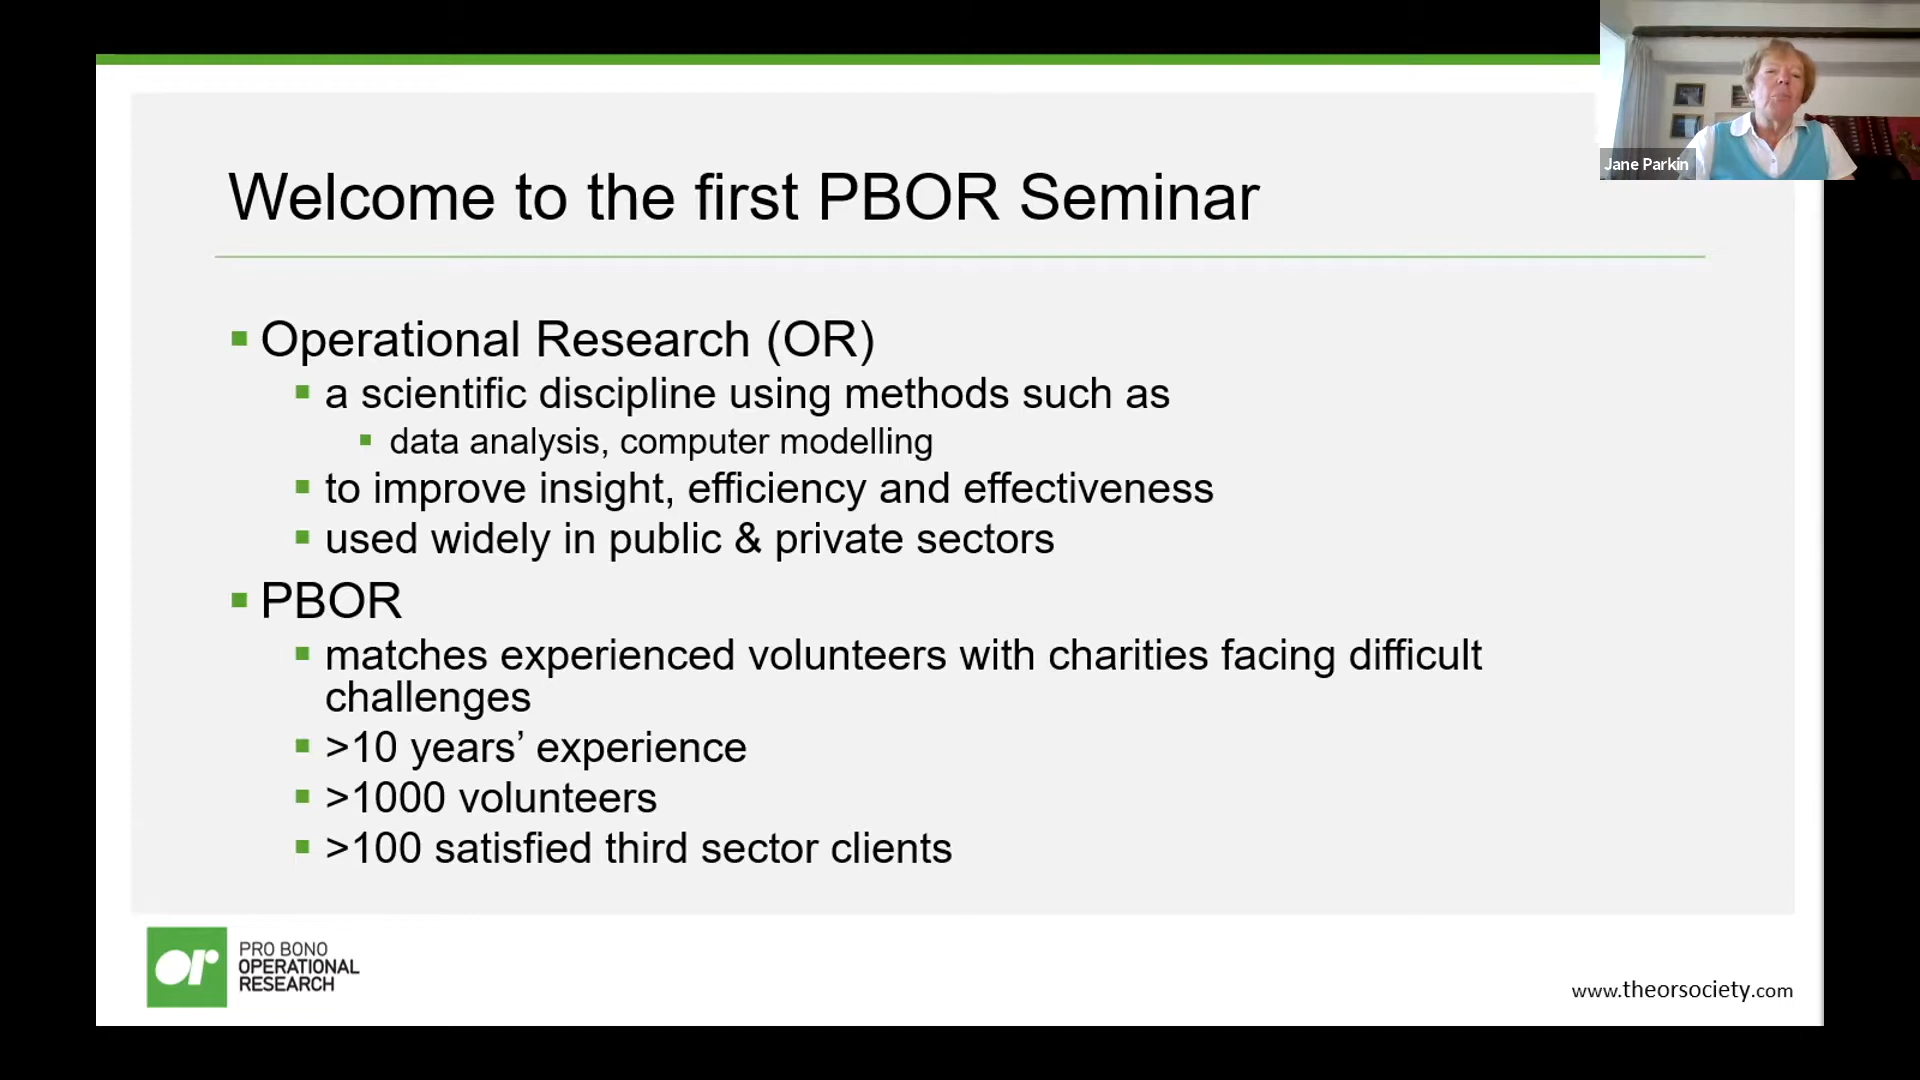 Jane Parkin
Welcome to the first PBOR Seminar
Operational Research (OR)
a scientific discipline using methods such as
data analysis, computer modelling
to improve insight, efficiency and effectiveness
used widely in public & private sectors
PBOR
matches experienced volunteers with charities facing difficult
challenges
>10 years’ experience
>1000 volunteers
>100 satisfied third sector clients
or
PRO BONO
OPERATIONAL
RESEARCH
www.theorsociety.com